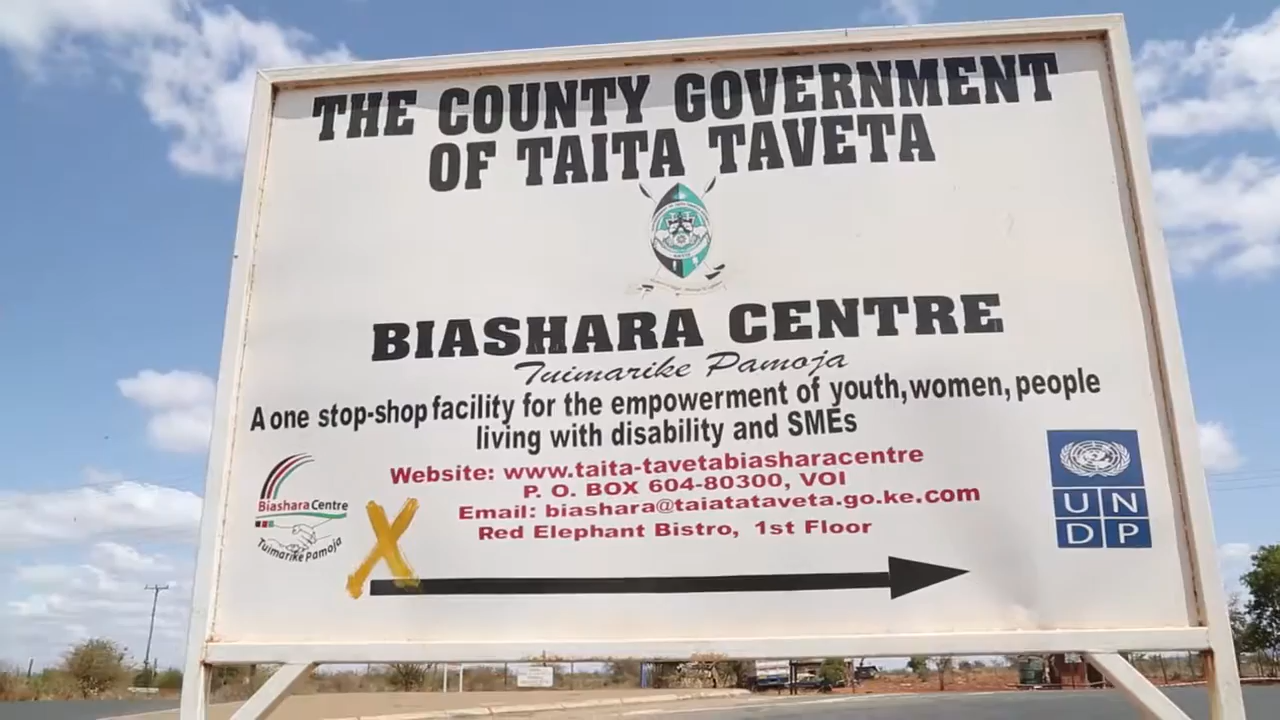 THE COUNTY GOVERNMENT
OF TAITA TAVETA
BIASHARA CENTRE
Tuimarike Pamoja
A one stop-shop facility for the empowerment of youth, women, people
living with disability and SMEs
Website: www.taita-tavetabiasharacentre
P. O. BOX 604-80300, VOI
Email: biashara@taiatataveta.go.ke.com
Red Elephant Bistro, 1st Floor
Biashara Centre
Tuimarike Pamoja
X
UN
DP